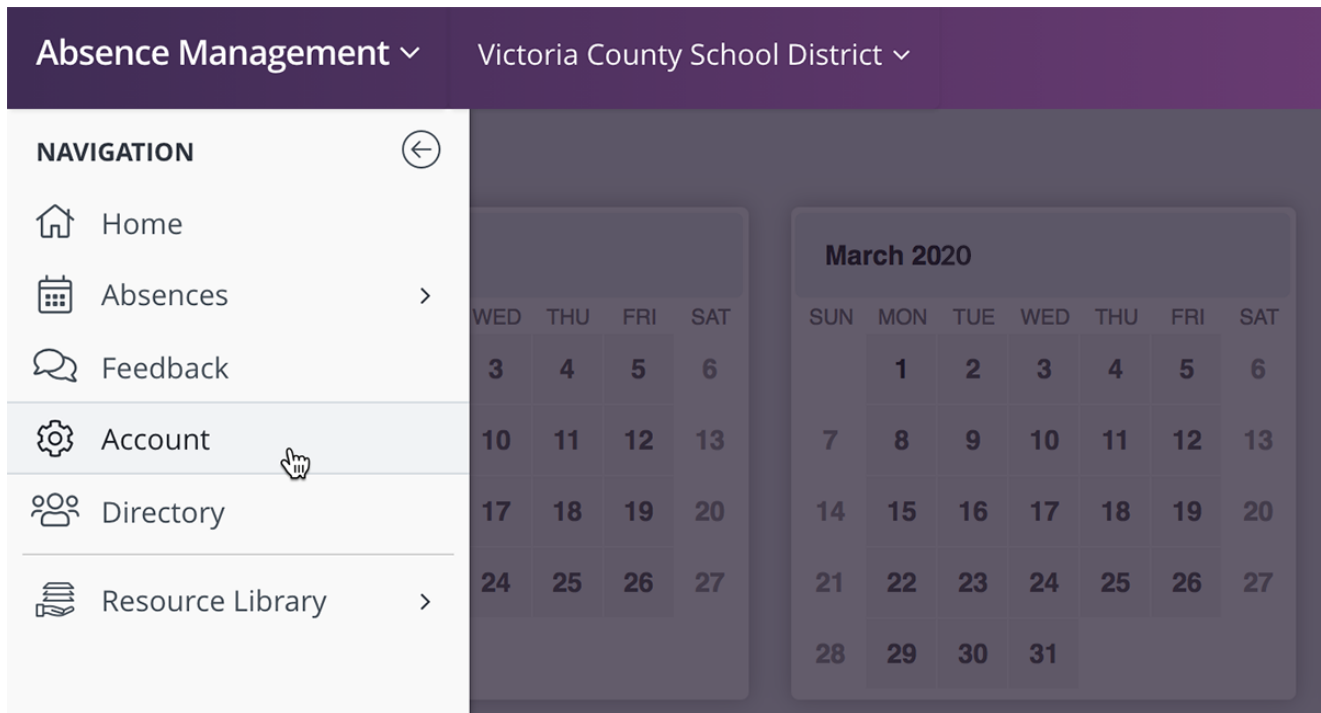 Absence Management Victoria County School District
NAVIGATION
Home
Absences
Feedback
Account
Directory
Resource Library
WED THU FRI SAT
3 4 5 6
10 11 12 13
17 18 19 20
24 25 26 27
March 2020
SUN MON TUE WED THU FRI SAT
1 2 3 4 5 6
7 8 9 10 11 12 13
14 15 16 17 18 19 20
21 22 23 24 25 26 27
28 29 30 31